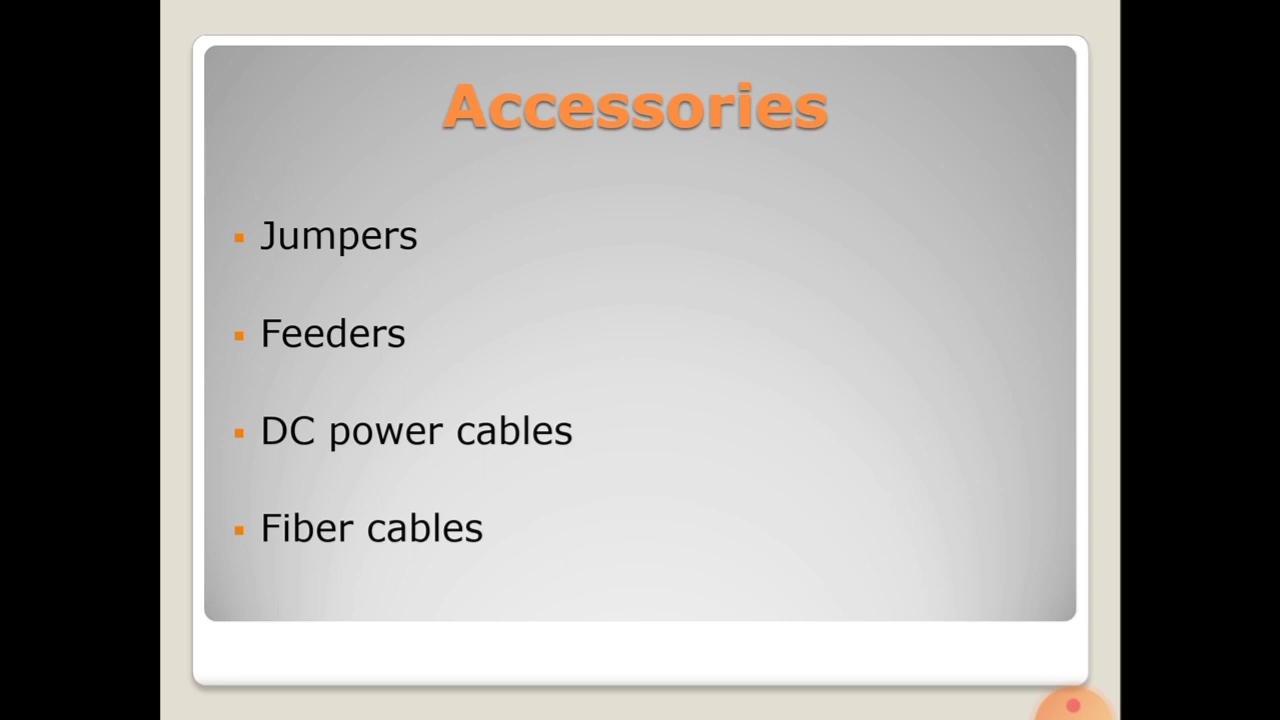 Accessories
Jumpers
Feeders
DC power cables
Fiber cables